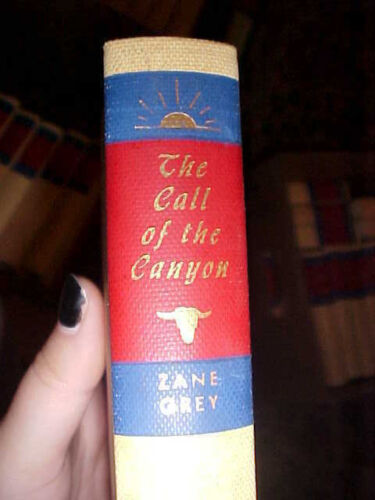 The
Call
of the
Canyon
ZANE
GREY